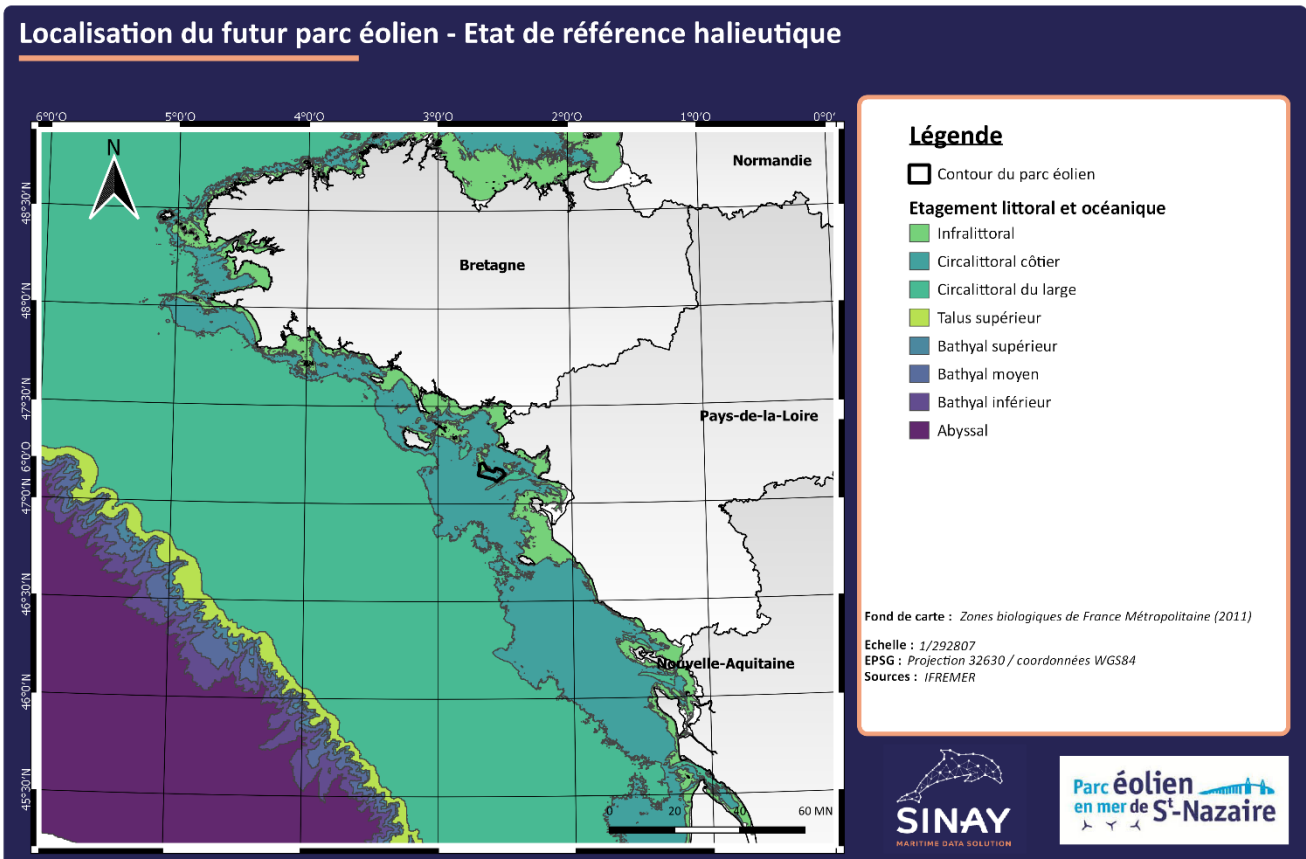 Localisation du futur parc éolien - Etat de référence halieutique
6°0'O
5°0'O
4°0'O
3°0'O
2°0'O
1°0'O
0°0'
N
48°30'N
48°0'N
47°30'N
6°0'O
47°0'N
46°30'N
46°0'N
45°30'N
Normandie
Bretagne
Pays-de-la-Loire
Nouvelle-Aquitaine
0 20 40 60 MN
Légende
Contour du parc éolien
Etagement littoral et océanique
Infralittoral
Circalittoral côtier
Circalittoral du large
Talus supérieur
Bathyal supérieur
Bathyal moyen
Bathyal inférieur
Abyssal
Fond de carte : Zones biologiques de France Métropolitaine (2011)
Echelle : 1/292807
EPSG : Projection 32630 / coordonnées WGS84
Sources : IFREMER
SINAY
MARITIME DATA SOLUTION
Parc éolien
en mer de St-Nazaire